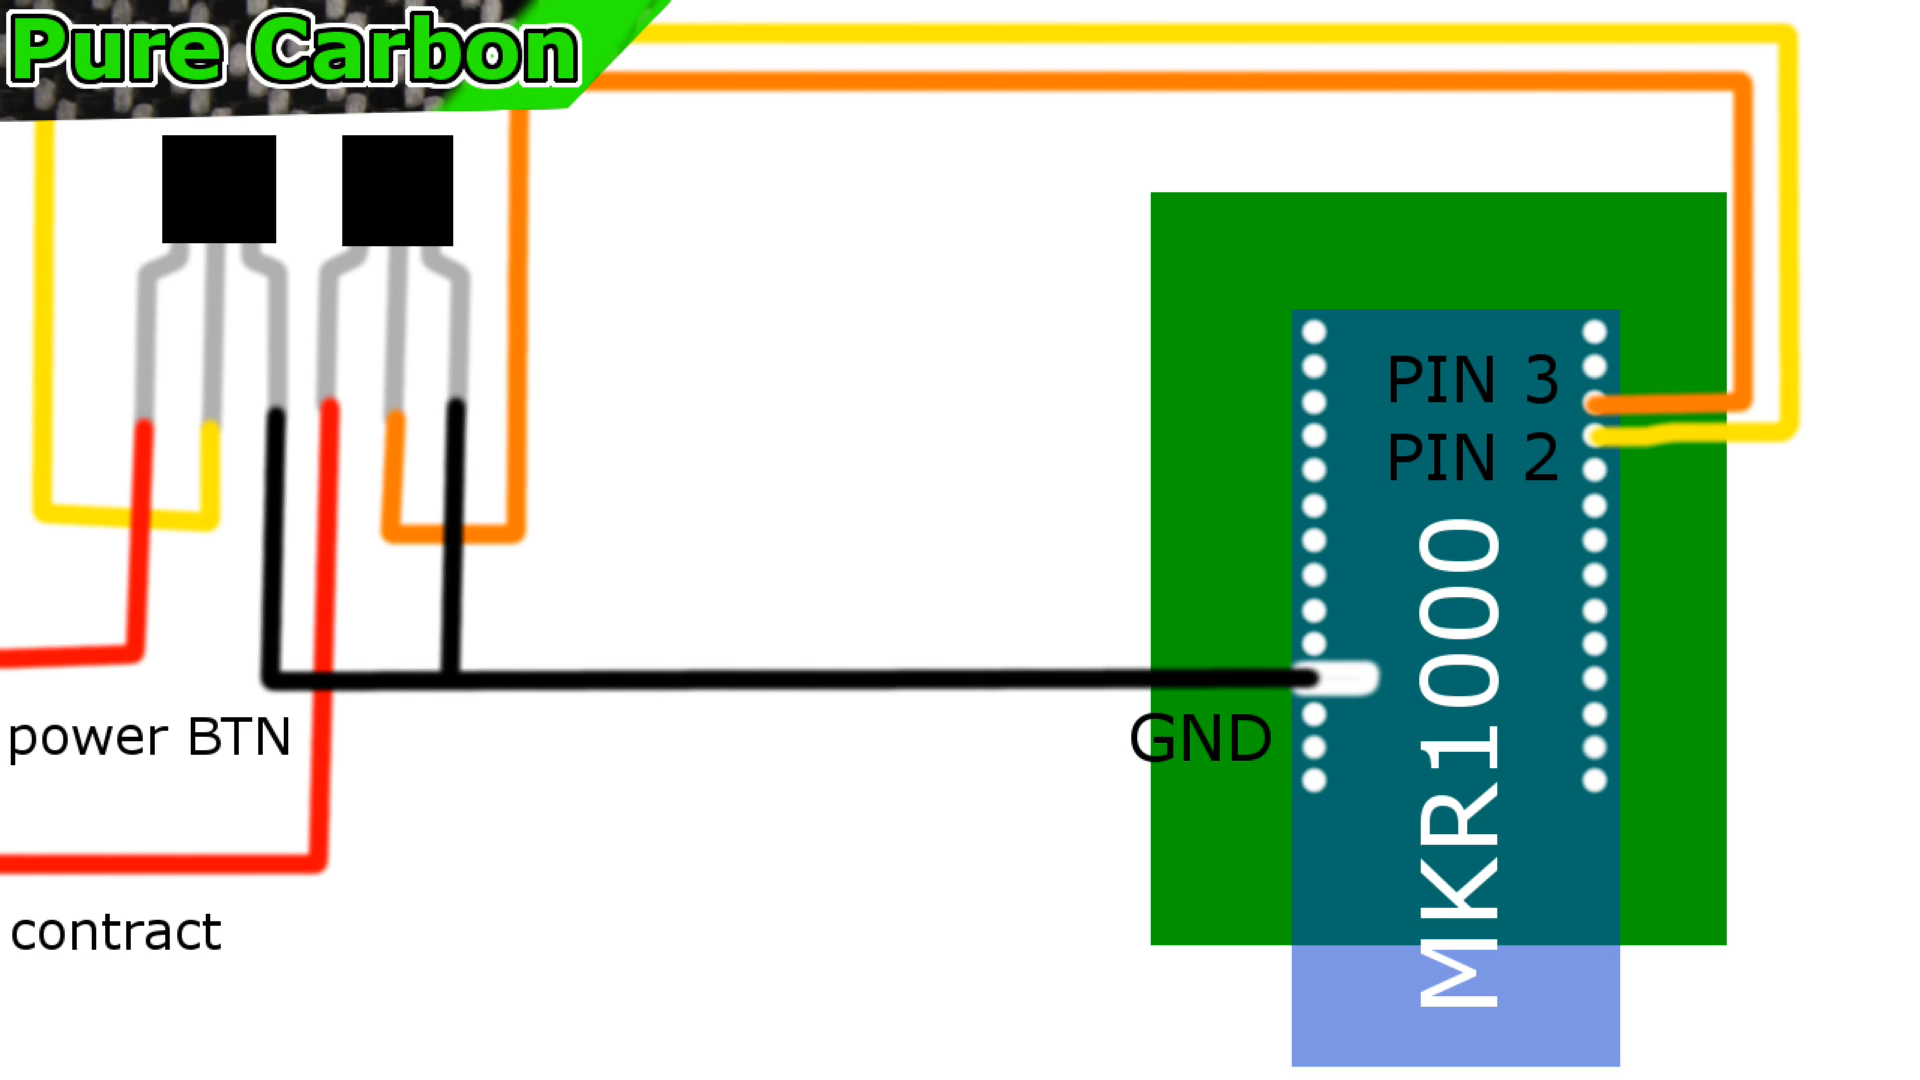 Pure Carbon
PIN 3
PIN 2
MKR1000
GND
power BTN
contract